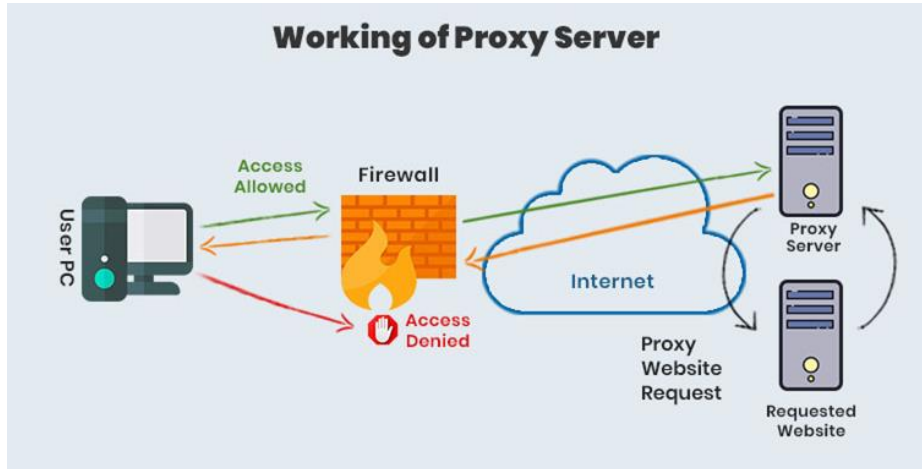 Working of Proxy Server
Access
Allowed
Firewall
User PC
Internet
Proxy
Server
Access
Denied
Proxy
Website
Request
Requested
Website